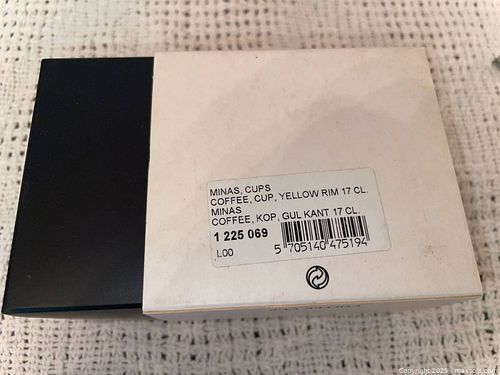 MINAS, CUPS
COFFEE, CUP, YELLOW RIM 17 CL.
MINAS
COFFEE, KOP, GUL KANT 17 CL.
1 225 069
L00
5 705140 475194
Copyright 2025 - maxsold.com